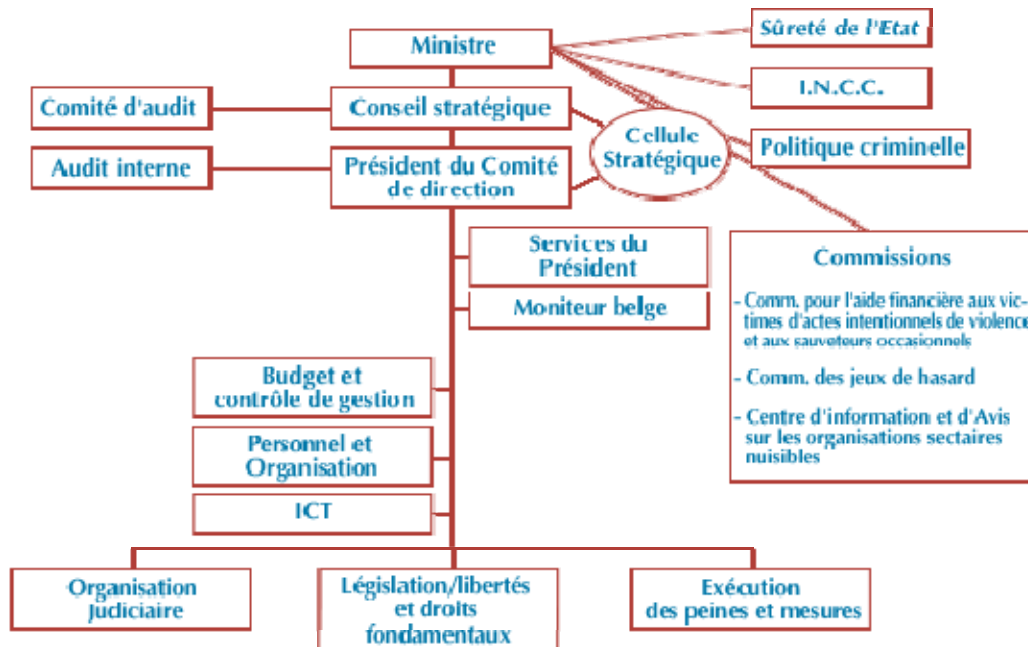 Ministre
Sûreté de l'Etat
I.N.C.C.
Comité d'audit
Conseil stratégique
Cellule
Stratégique
Politique criminelle
Audit interne
Président du Comité
de direction
Services du
Président
Moniteur belge
Commissions
- Comm. pour l'aide financière aux vic-
times d'actes intentionnels de violence
et aux sauveteurs occasionnels
- Comm. des jeux de hasard
- Centre d'information et d'Avis
sur les organisations sectaires
nuisibles
Budget et
contrôle de gestion
Personnel et
Organisation
ICT
Organisation
Judiciaire
Législation/libertés
et droits
fondamentaux
Exécution
des peines et mesures